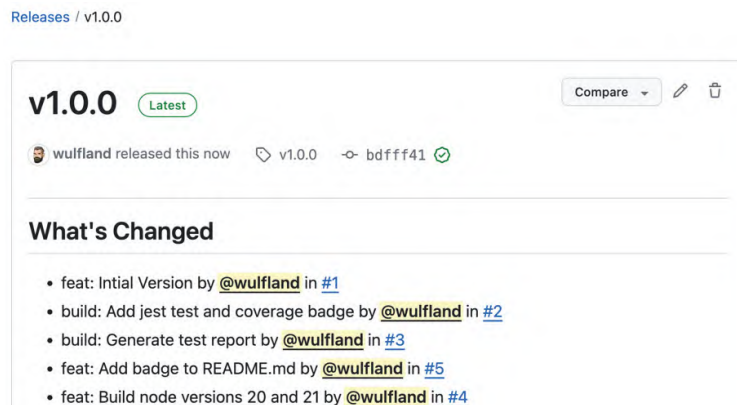 Releases / v1.0.0
v1.0.0 Latest Compare
wulfland released this now v1.0.0 bdfff41
What's Changed
• feat: Intial Version by @wulfland in #1
• build: Add jest test and coverage badge by @wulfland in #2
• build: Generate test report by @wulfland in #3
• feat: Add badge to README.md by @wulfland in #5
• feat: Build node versions 20 and 21 by @wulfland in #4